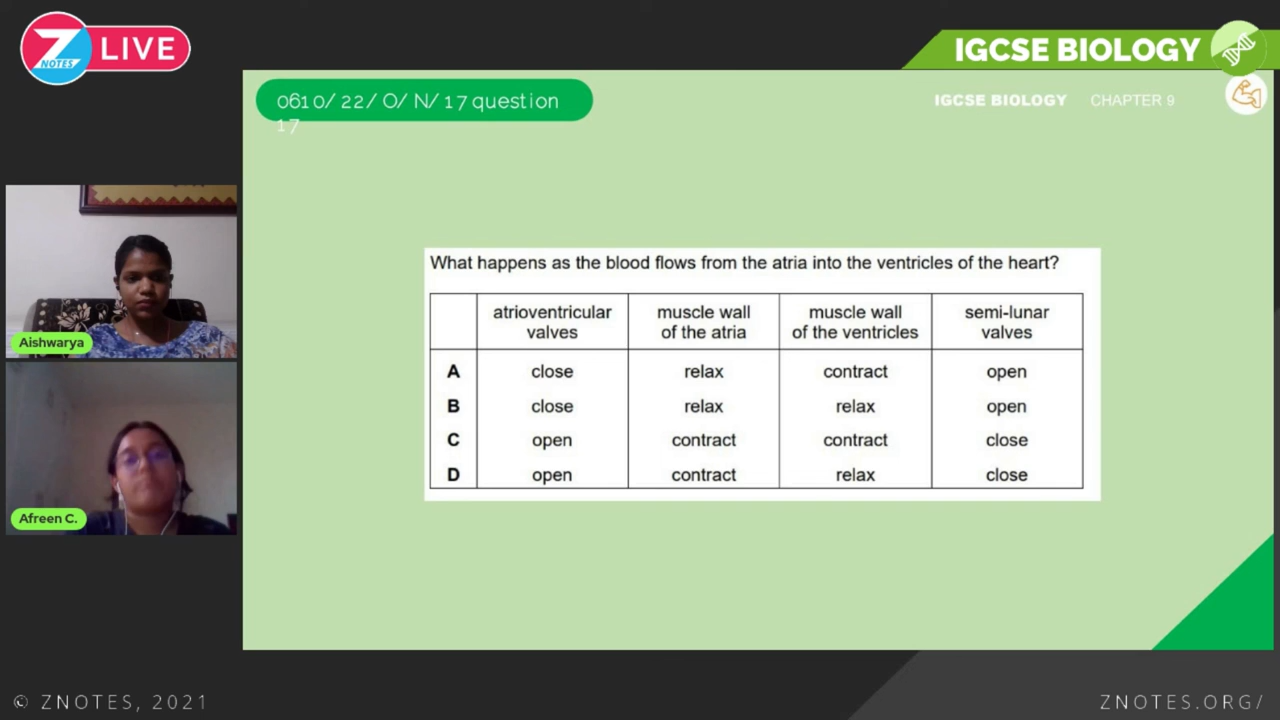 Z NOTES LIVE
IGCSE BIOLOGY
0610/ 22/ O/ N/ 17 question
17
IGCSE BIOLOGY CHAPTER 9
What happens as the blood flows from the atria into the ventricles of the heart?
atrioventricular valves | muscle wall of the atria | muscle wall of the ventricles | semi-lunar valves
A close relax contract open
B close relax relax open
C open contract contract close
D open contract relax close
Aishwarya
Afreen C.
© ZNOTES, 2021
ZNOTES.ORG/